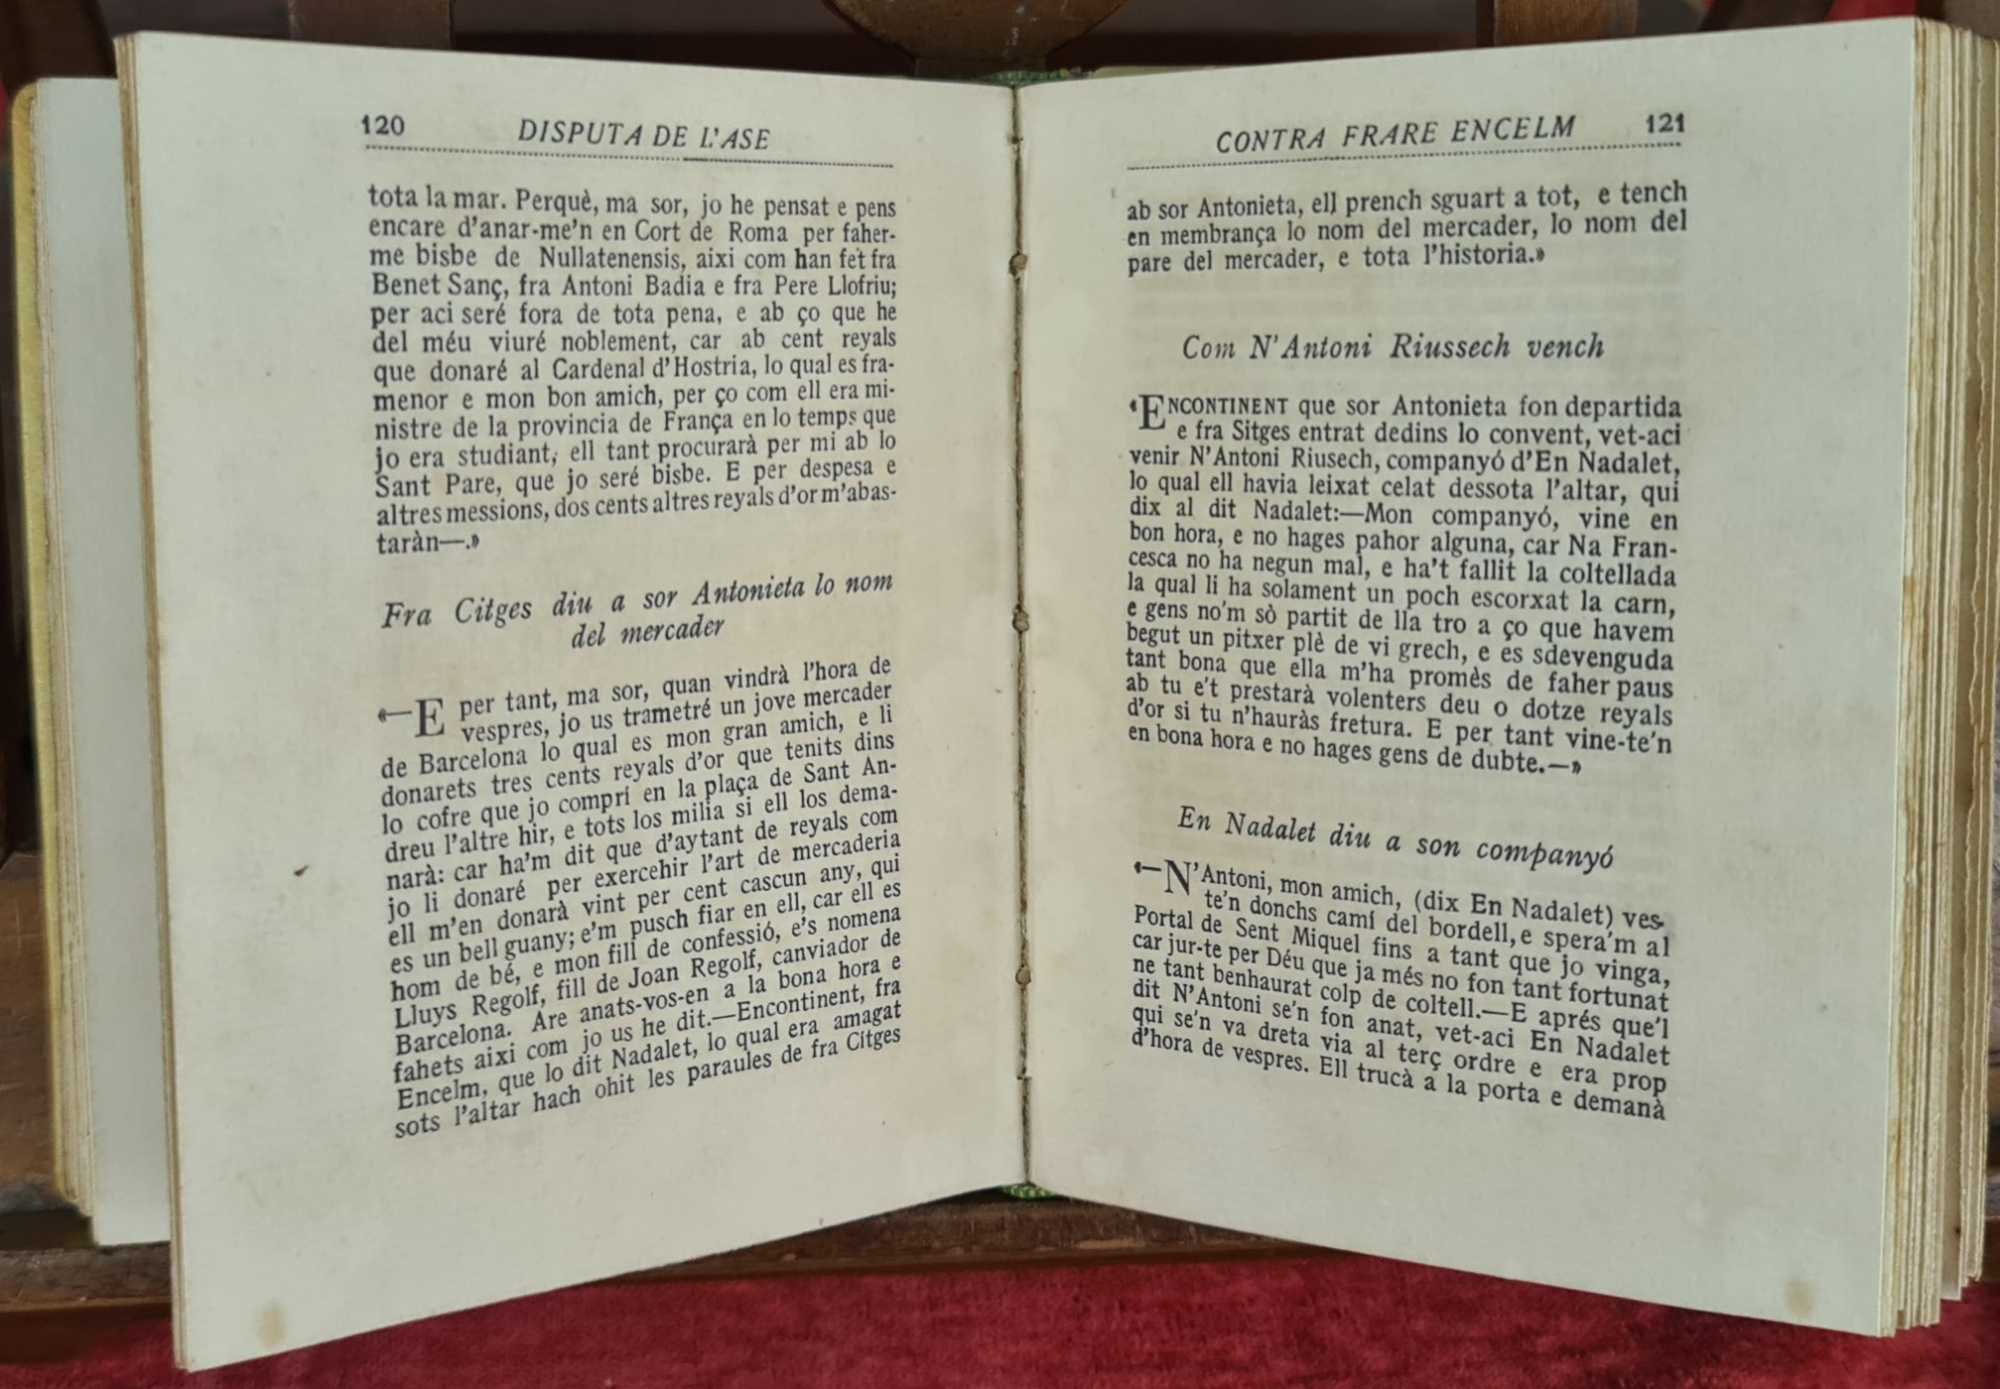 120
DISPUTA DE L'ASE
tota la mar. Perquè, ma sor, jo he pensat e pens
encare d'anar-me'n en Cort de Roma per faher-
me bisbe de Nullatenensis, aixi com han fet fra
Benet Sanç, fra Antoni Badia e fra Pere Llofriu;
per aci seré fora de tota pena, e ab ço que he
del méu viuré noblement, car ab cent reyals
que donaré al Cardenal d'Hostria, lo qual es fra-
menor e mon bon amich, per ço com ell era mi-
nistre de la provincia de França en lo temps que
jo era studiant, ell tant procurarà per mi ab lo
Sant Pare, que jo seré bisbe. E per despesa e
altres messions, dos cents altres reyals d'or m'abas-
taràn—.»
Fra Citges diu a sor Antonieta lo nom
del mercader
«—E per tant, ma sor, quan vindrà l'hora de
vespres, jo us trametré un jove mercader
de Barcelona lo qual es mon gran amich, e li
donarets tres cents reyals d'or que tenits dins
lo cofre que jo comprí en la plaça de Sant An-
dreu l'altre hir, e tots los milia si ell los dema-
narà: car ha'm dit que d'aytant de reyals com
jo li donaré per exercehir l'art de mercaderia
ell m'en donarà vint per cent cascun any, qui
es un bell guany; e'm pusch fiar en ell, car ell es
hom de bé, e mon fill de confessió, e's nomena
Lluys Regolf, fill de Joan Regolf, canviador de
Barcelona. Are anats-vos-en a la bona hora e
fahets aixi com jo us he dit.—Encontinent, fra
Encelm, que lo dit Nadalet, lo qual era amagat
sots l'altar hach ohit les paraules de fra Citges
CONTRA FRARE ENCELM
121
ab sor Antonieta, ell prench sguart a tot, e tench
en membrança lo nom del mercader, lo nom del
pare del mercader, e tota l'historia.»
Com N'Antoni Riussech vench
«ENCONTINENT que sor Antonieta fon departida
e fra Sitges entrat dedins lo convent, vet-aci
venir N'Antoni Riusech, companyó d'En Nadalet,
lo qual ell havia leixat celat dessota l'altar, qui
dix al dit Nadalet:—Mon companyó, vine en
bon hora, e no hages pahor alguna, car Na Fran-
cesca no ha negun mal, e ha't fallit la coltellada
la qual li ha solament un poch escorxat la carn,
e gens no'm sò partit de lla tro a ço que havem
begut un pitxer plè de vi grech, e es sdevenguda
tant bona que ella m'ha promès de faher paus
ab tu e't prestarà volenters deu o dotze reyals
d'or si tu n'hauràs fretura. E per tant vine-te'n
en bona hora e no hages gens de dubte.—»
En Nadalet diu a son companyó
«—N'Antoni, mon amich, (dix En Nadalet) ves-
te'n donchs camí del bordell, e spera'm al
Portal de Sent Miquel fins a tant que jo vinga,
car jur-te per Déu que ja més no fon tant fortunat
ne tant benhaurat colp de coltell.—E aprés que'l
dit N'Antoni se'n fon anat, vet-aci En Nadalet
qui se'n va dreta via al terç ordre e era prop
d'hora de vespres. Ell trucà a la porta e demanà